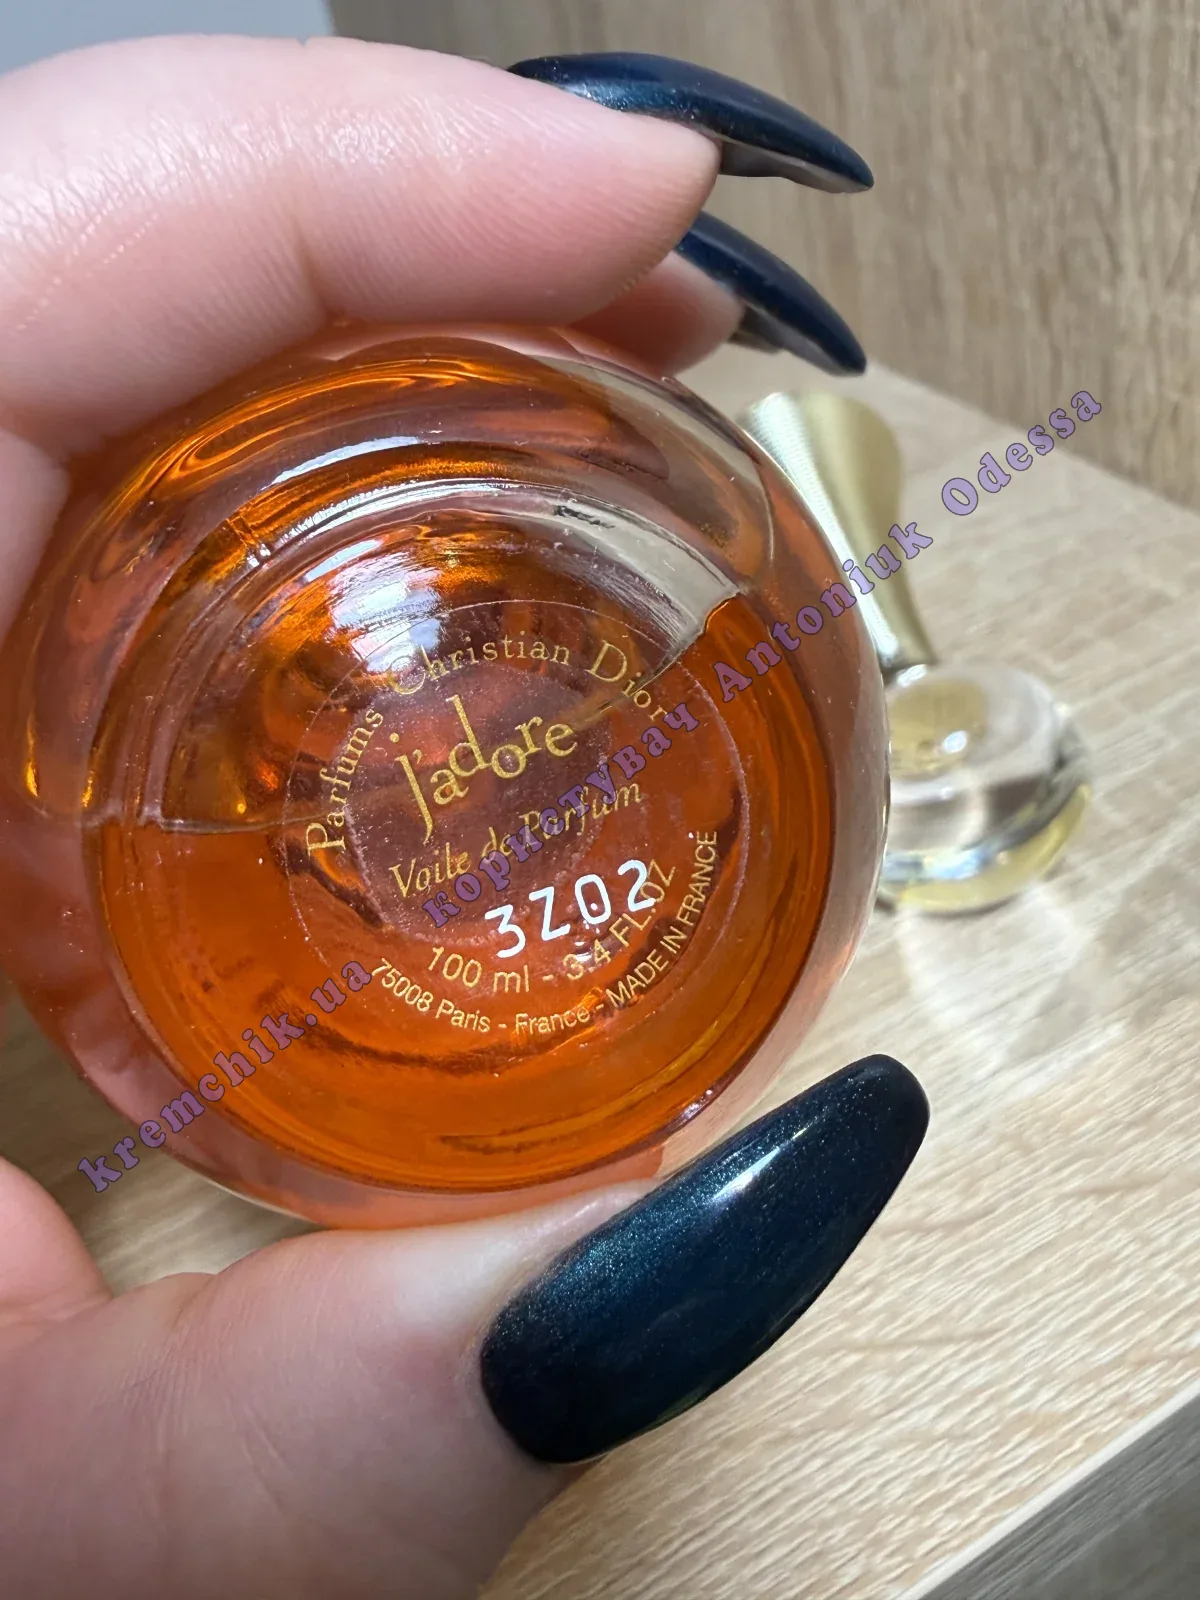 Parfums Christian Dior
j'adore
Voile de Parfum
3Z02
100 ml - 3.4 FL.OZ
75008 Paris - France - MADE IN FRANCE
kremchik.ua користувач Antoniuk Odessa